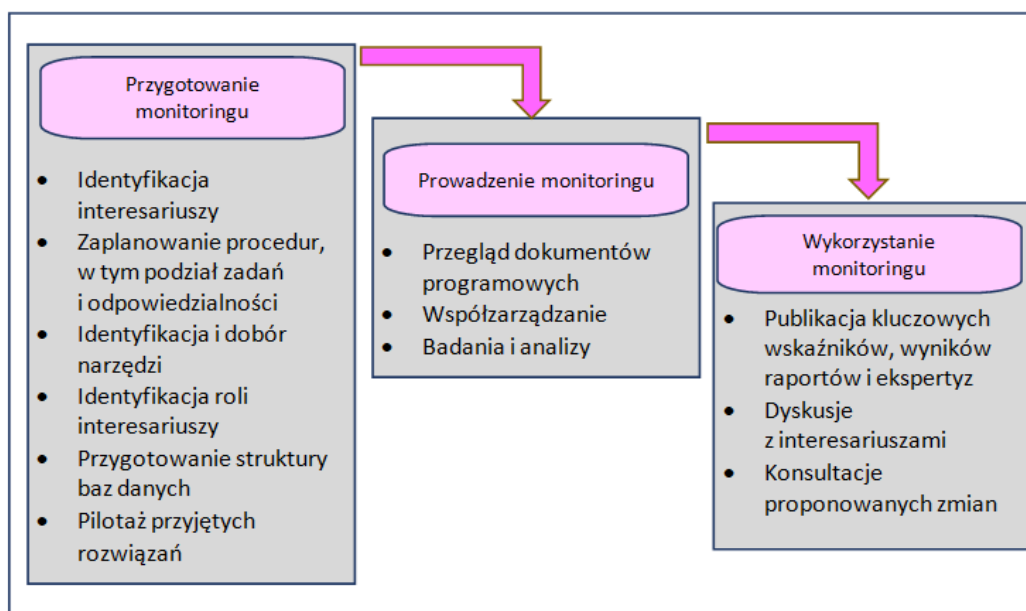 Przygotowanie
monitoringu
• Identyfikacja
interesariuszy
• Zaplanowanie procedur,
w tym podział zadań
i odpowiedzialności
• Identyfikacja i dobór
narzędzi
• Identyfikacja roli
interesariuszy
• Przygotowanie struktury
baz danych
• Pilotaż przyjętych
rozwiązań
Prowadzenie monitoringu
• Przegląd dokumentów
programowych
• Współzarządzanie
• Badania i analizy
Wykorzystanie
monitoringu
• Publikacja kluczowych
wskaźników, wyników
raportów i ekspertyz
• Dyskusje
z interesariuszami
• Konsultacje
proponowanych zmian